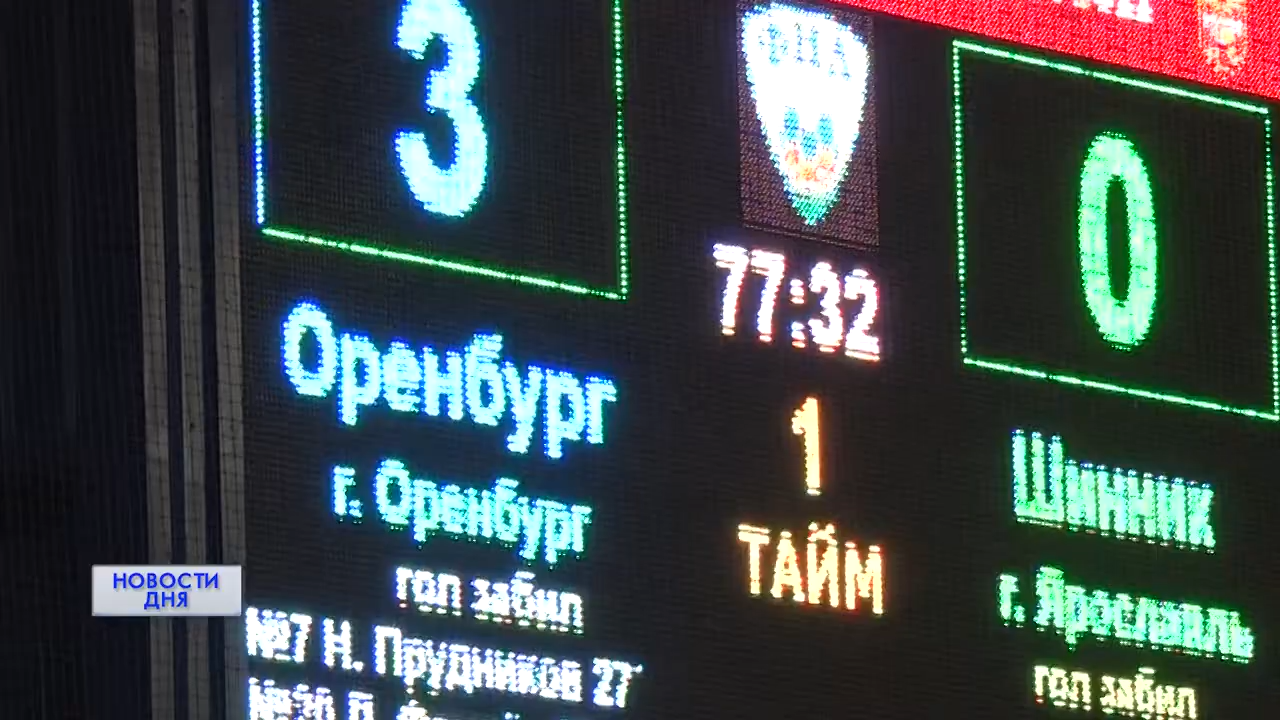 3
0
77:32
Оренбург
1
Шинник
г. Оренбург
ТАЙМ
г. Ярославль
НОВОСТИ
ДНЯ
гол забил
гол забил
№7 Н. Прудников 27'